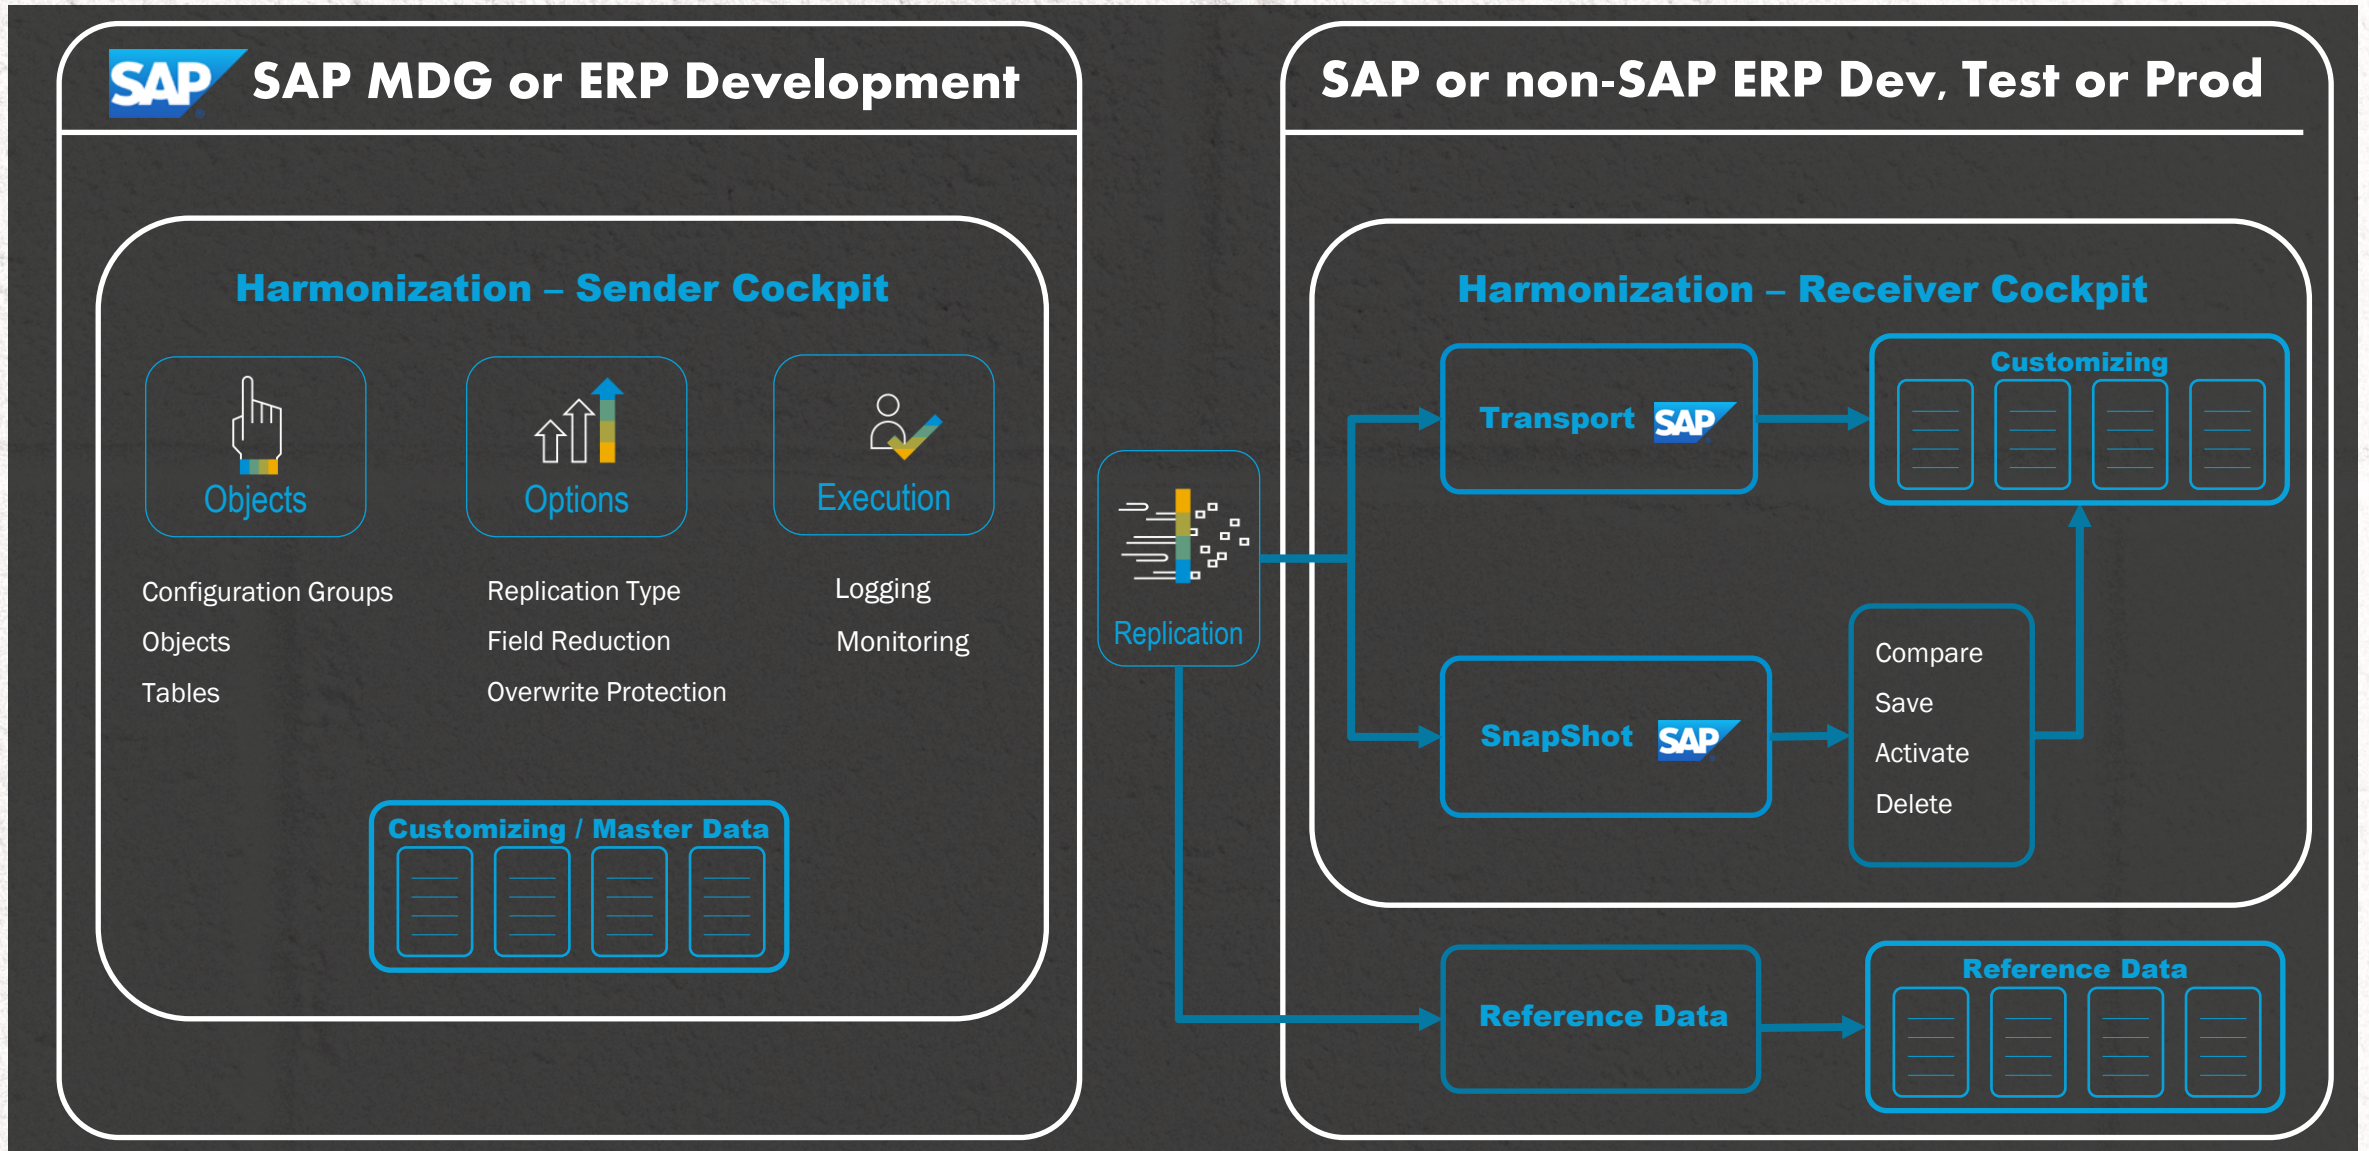 SAP SAP MDG or ERP Development
SAP or non-SAP ERP Dev, Test or Prod
Harmonization – Sender Cockpit
Objects
Options
Execution
Configuration Groups
Objects
Tables
Replication Type
Field Reduction
Overwrite Protection
Logging
Monitoring
Customizing / Master Data
Replication
Harmonization – Receiver Cockpit
Transport SAP
Customizing
SnapShot SAP
Compare
Save
Activate
Delete
Reference Data
Reference Data